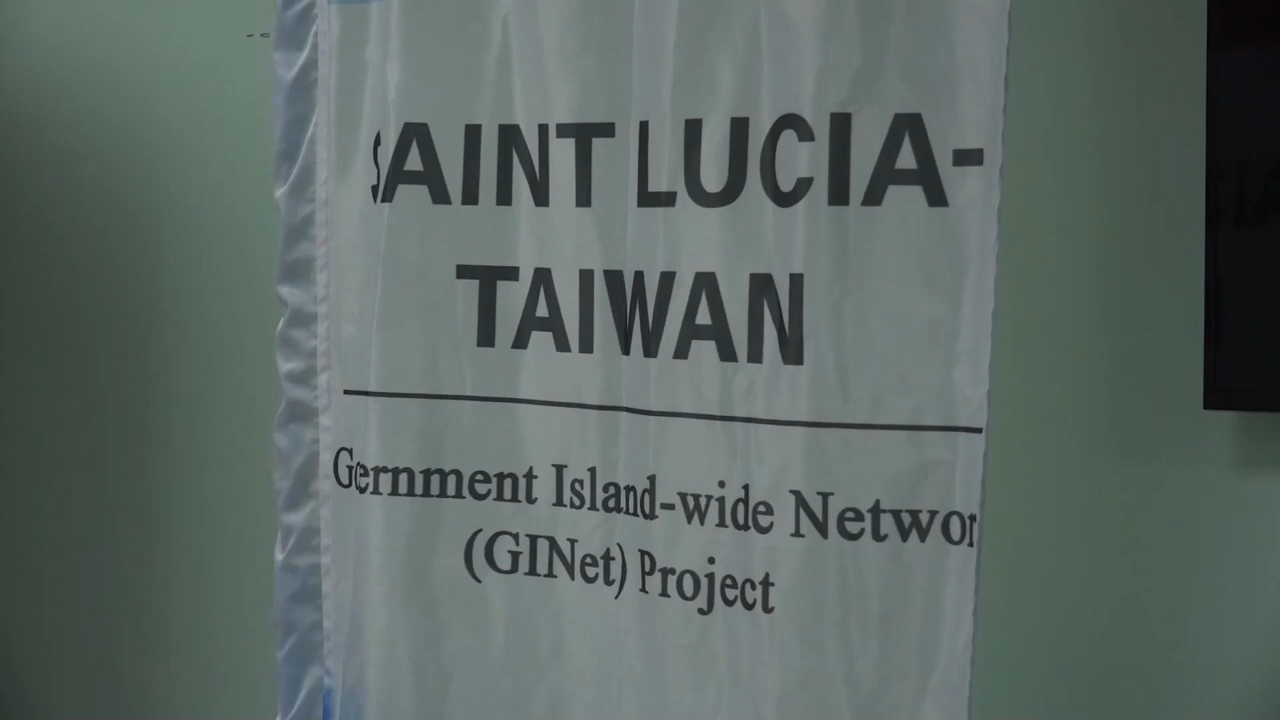 SAINT LUCIA-
TAIWAN
Gernment Island-wide Networ
(GINet) Project